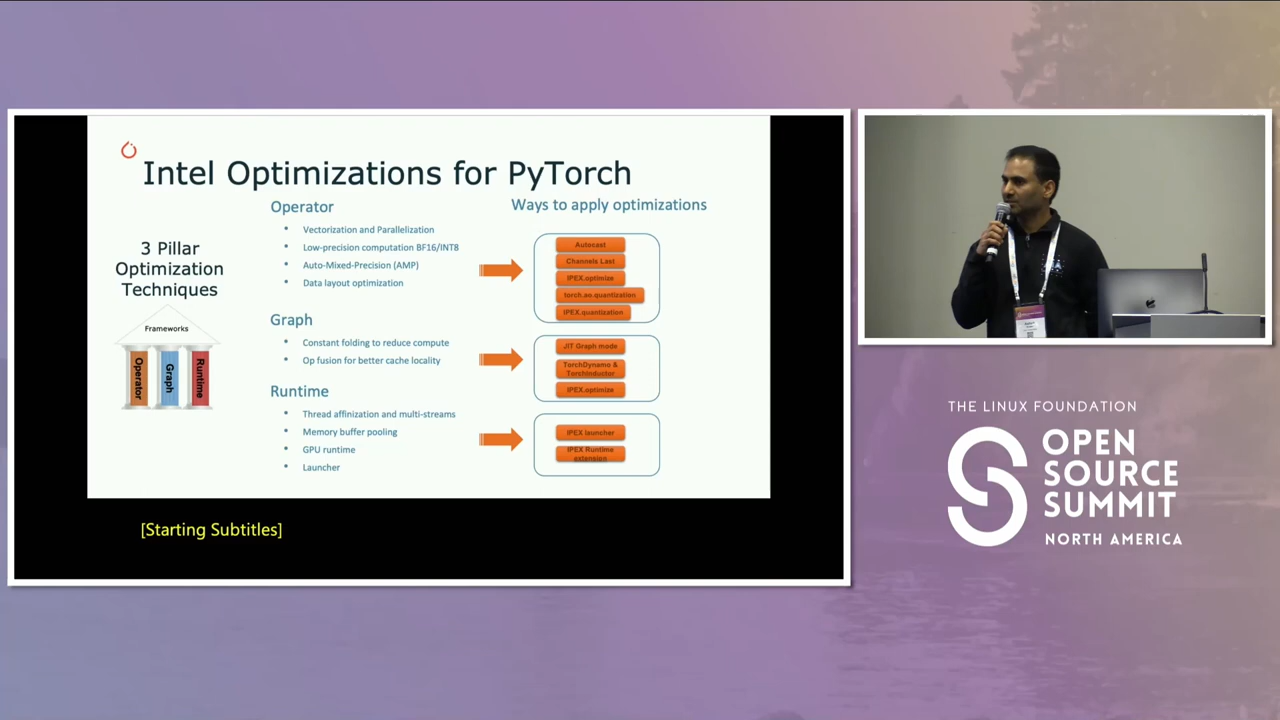 Intel Optimizations for PyTorch
3 Pillar
Optimization
Techniques
Frameworks
Operator
Graph
Runtime
Operator
• Vectorization and Parallelization
• Low-precision computation BF16/INT8
• Auto-Mixed-Precision (AMP)
• Data layout optimization
Graph
• Constant folding to reduce compute
• Op fusion for better cache locality
Runtime
• Thread affinization and multi-streams
• Memory buffer pooling
• GPU runtime
• Launcher
Ways to apply optimizations
Autocast
Channels Last
IPEX.optimize
torch.ao.quantization
IPEX.quantization
JIT Graph mode
TorchDynamo &
TorchInductor
IPEX.optimize
IPEX launcher
IPEX Runtime
extension
[Starting Subtitles]
THE LINUX FOUNDATION
OPEN
SOURCE
SUMMIT
NORTH AMERICA